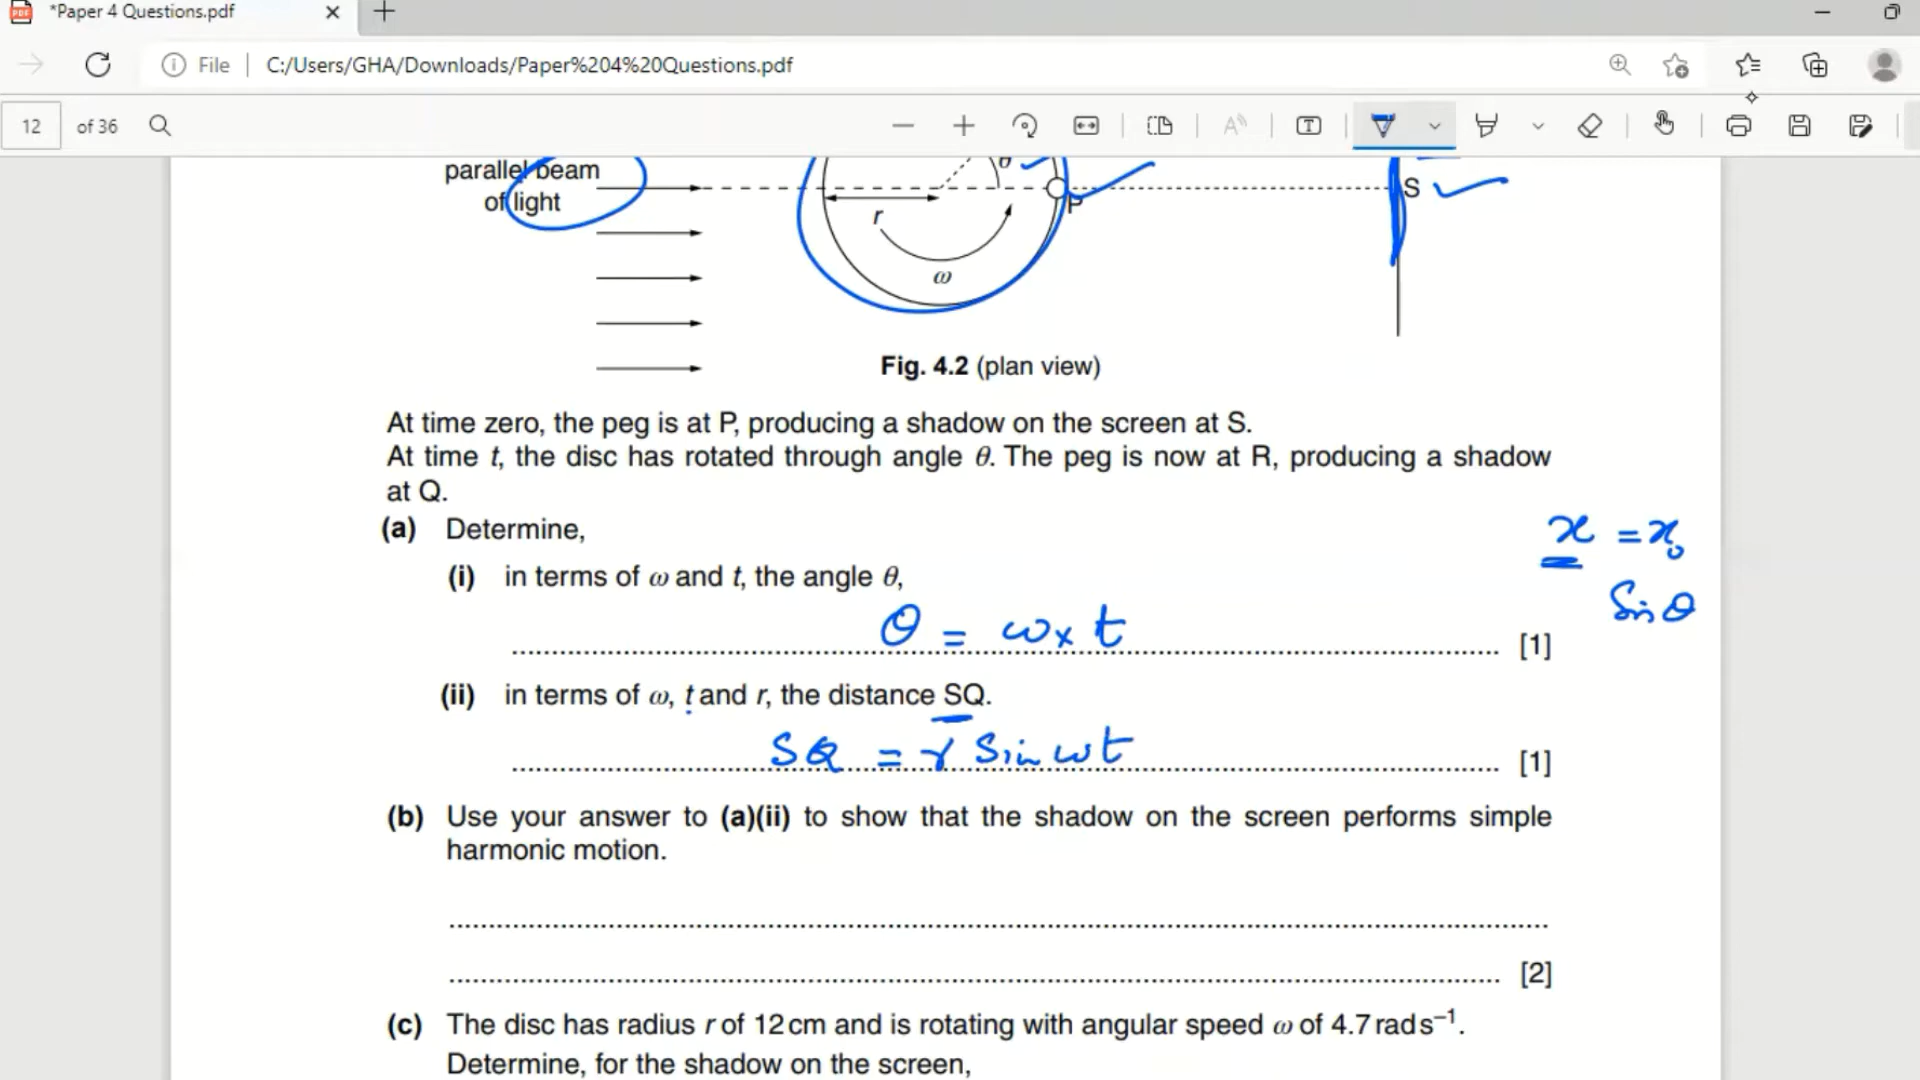 *Paper 4 Questions.pdf
File C:/Users/GHA/Downloads/Paper%204%20Questions.pdf
12 of 36
parallel beam
of light
θ
P
S
r
ω
Fig. 4.2 (plan view)
At time zero, the peg is at P, producing a shadow on the screen at S.
At time t, the disc has rotated through angle θ. The peg is now at R, producing a shadow
at Q.
(a) Determine,
x = x₀
(i) in terms of ω and t, the angle θ,
Sin θ
θ = ω x t
[1]
(ii) in terms of ω, t and r, the distance SQ.
SQ = r Sin ωt
[1]
(b) Use your answer to (a)(ii) to show that the shadow on the screen performs simple
harmonic motion.
[2]
(c) The disc has radius r of 12 cm and is rotating with angular speed ω of 4.7 rad s⁻¹.
Determine, for the shadow on the screen,